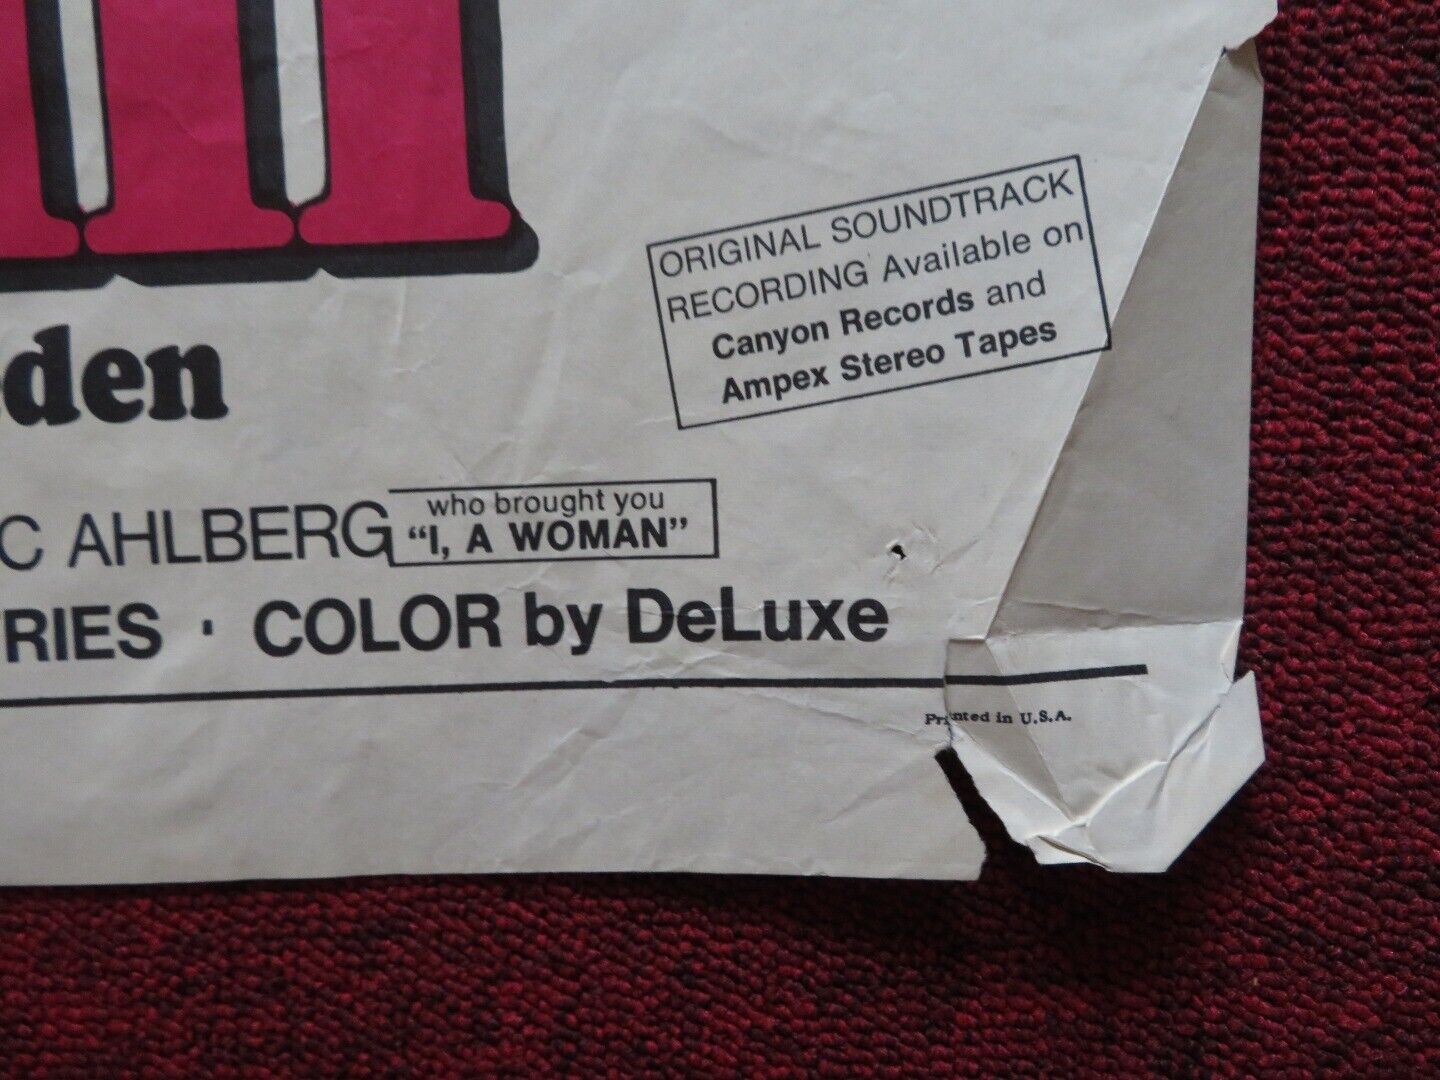 ORIGINAL SOUNDTRACK
RECORDING Available on
Canyon Records and
Ampex Stereo Tapes
den
C AHLBERG who brought you
"I, A WOMAN"
RIES · COLOR by DeLuxe
Printed in U.S.A.